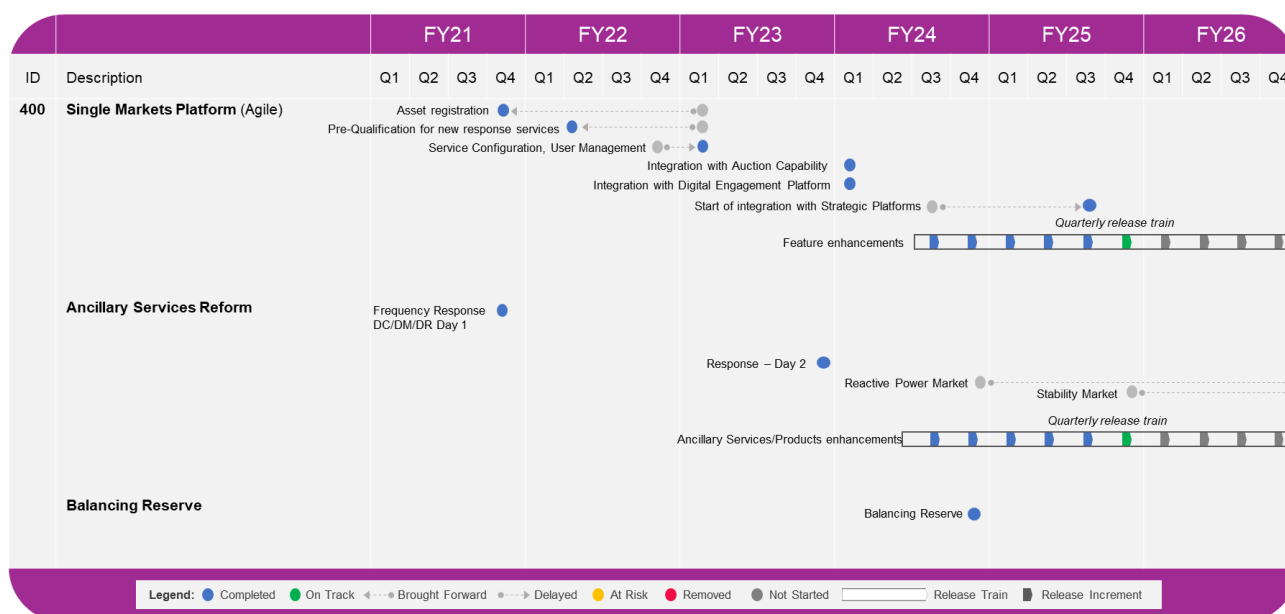 FY21 FY22 FY23 FY24 FY25 FY26
ID Description Q1 Q2 Q3 Q4 Q1 Q2 Q3 Q4 Q1 Q2 Q3 Q4 Q1 Q2 Q3 Q4 Q1 Q2 Q3 Q4 Q1 Q2 Q3 Q4
400 Single Markets Platform (Agile) Asset registration
Pre-Qualification for new response services
Service Configuration, User Management
Integration with Auction Capability
Integration with Digital Engagement Platform
Start of integration with Strategic Platforms
Quarterly release train
Feature enhancements
Ancillary Services Reform Frequency Response
DC/DM/DR Day 1
Response – Day 2
Reactive Power Market
Stability Market
Quarterly release train
Ancillary Services/Products enhancements
Balancing Reserve
Balancing Reserve
Legend: Completed On Track Brought Forward Delayed At Risk Removed Not Started Release Train Release Increment